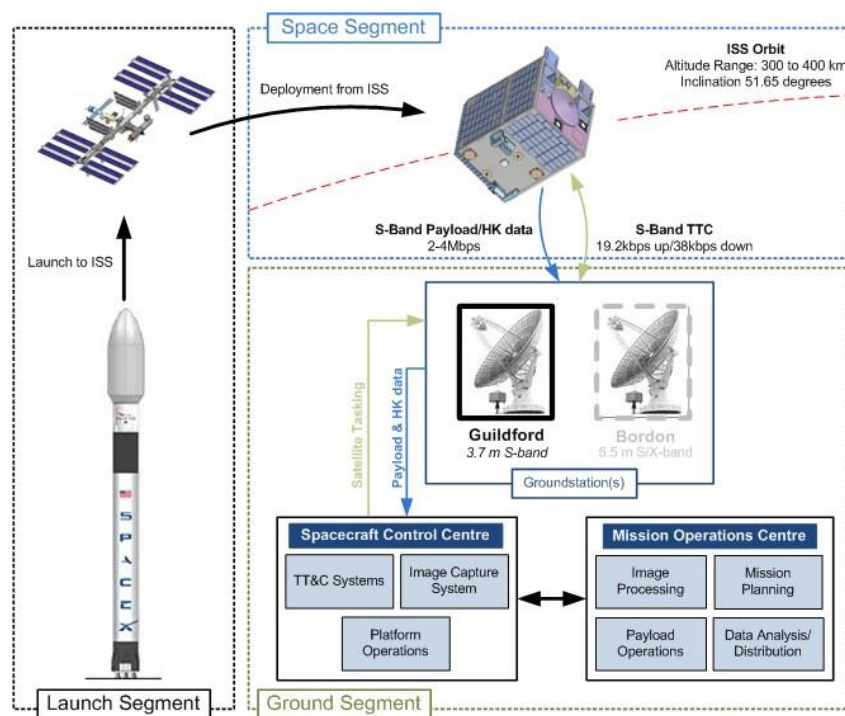 Space Segment
ISS Orbit
Altitude Range: 300 to 400 km
Inclination 51.65 degrees
Deployment from ISS
S-Band Payload/HK data
2-4Mbps
S-Band TTC
19.2kbps up/38kbps down
Launch to ISS
Satellite Tasking
Payload & HK data
Guildford
3.7 m S-band
Bordon
5.5 m S/X-band
Groundstation(s)
Spacecraft Control Centre
TT&C Systems
Image Capture
System
Platform
Operations
Mission Operations Centre
Image
Processing
Mission
Planning
Payload
Operations
Data Analysis/
Distribution
SPACEX
Launch Segment
Ground Segment